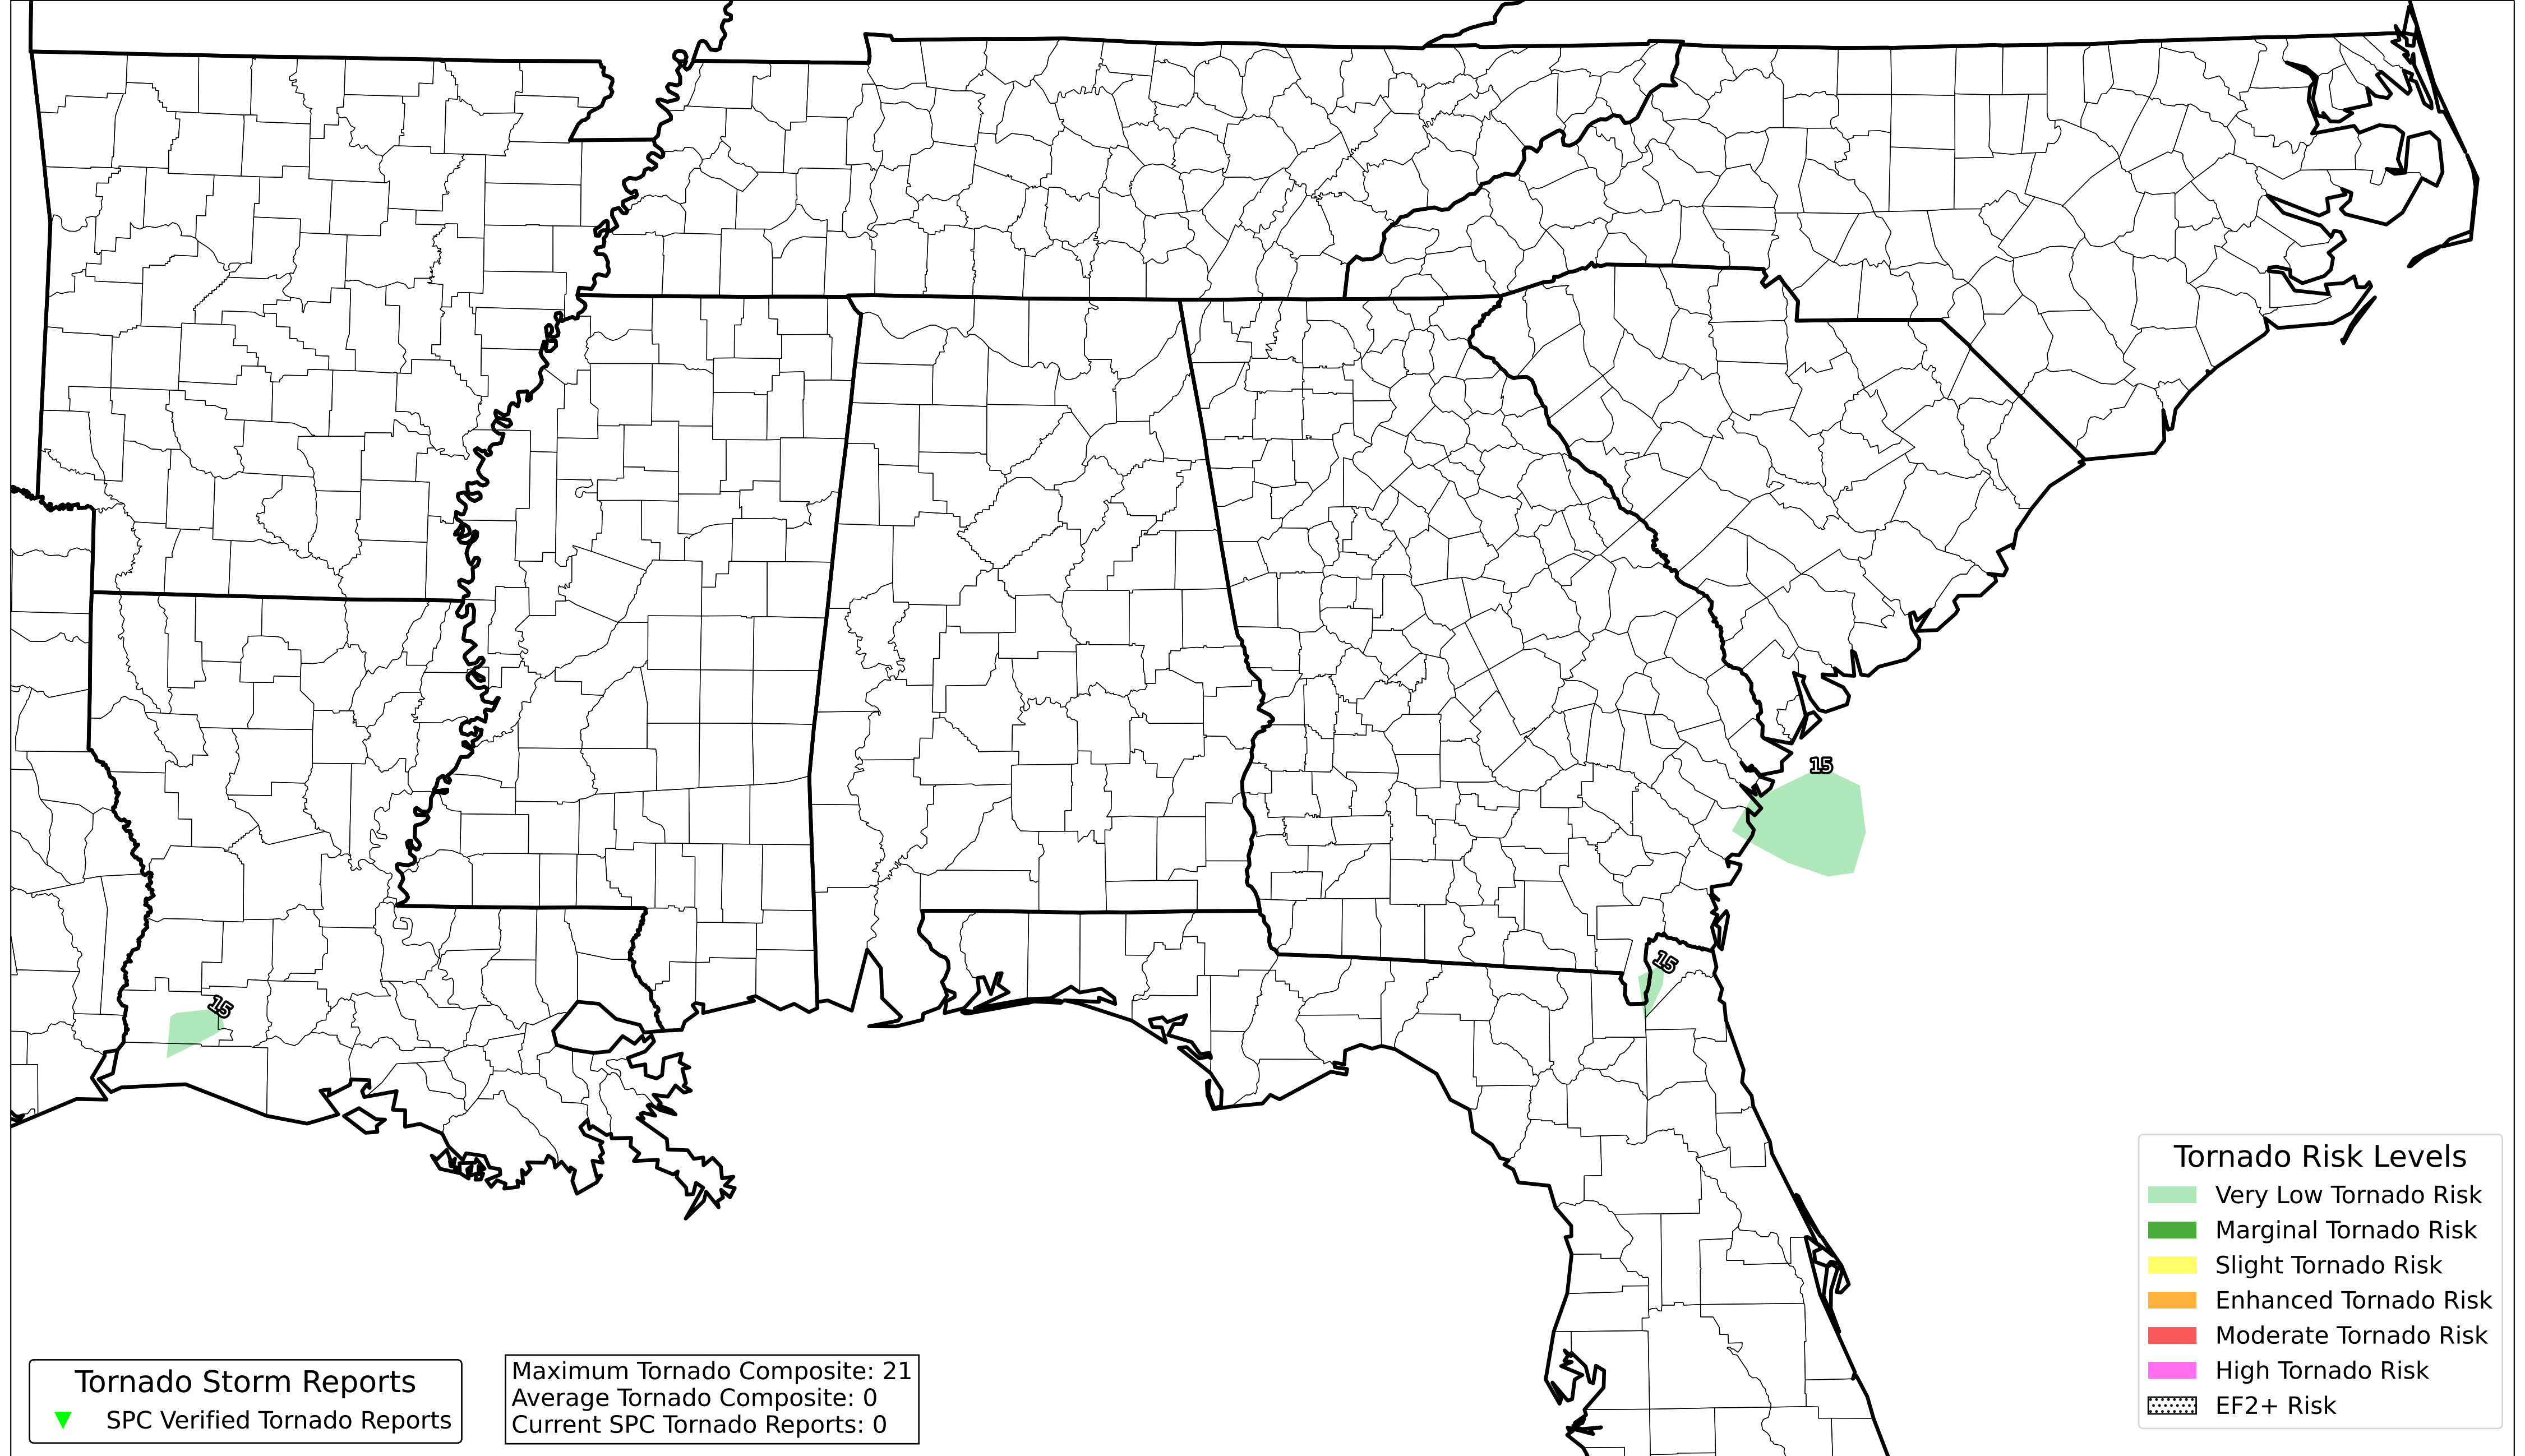 15
15
15
Tornado Risk Levels
Very Low Tornado Risk
Marginal Tornado Risk
Slight Tornado Risk
Enhanced Tornado Risk
Moderate Tornado Risk
High Tornado Risk
EF2+ Risk
Tornado Storm Reports
SPC Verified Tornado Reports
Maximum Tornado Composite: 21
Average Tornado Composite: 0
Current SPC Tornado Reports: 0